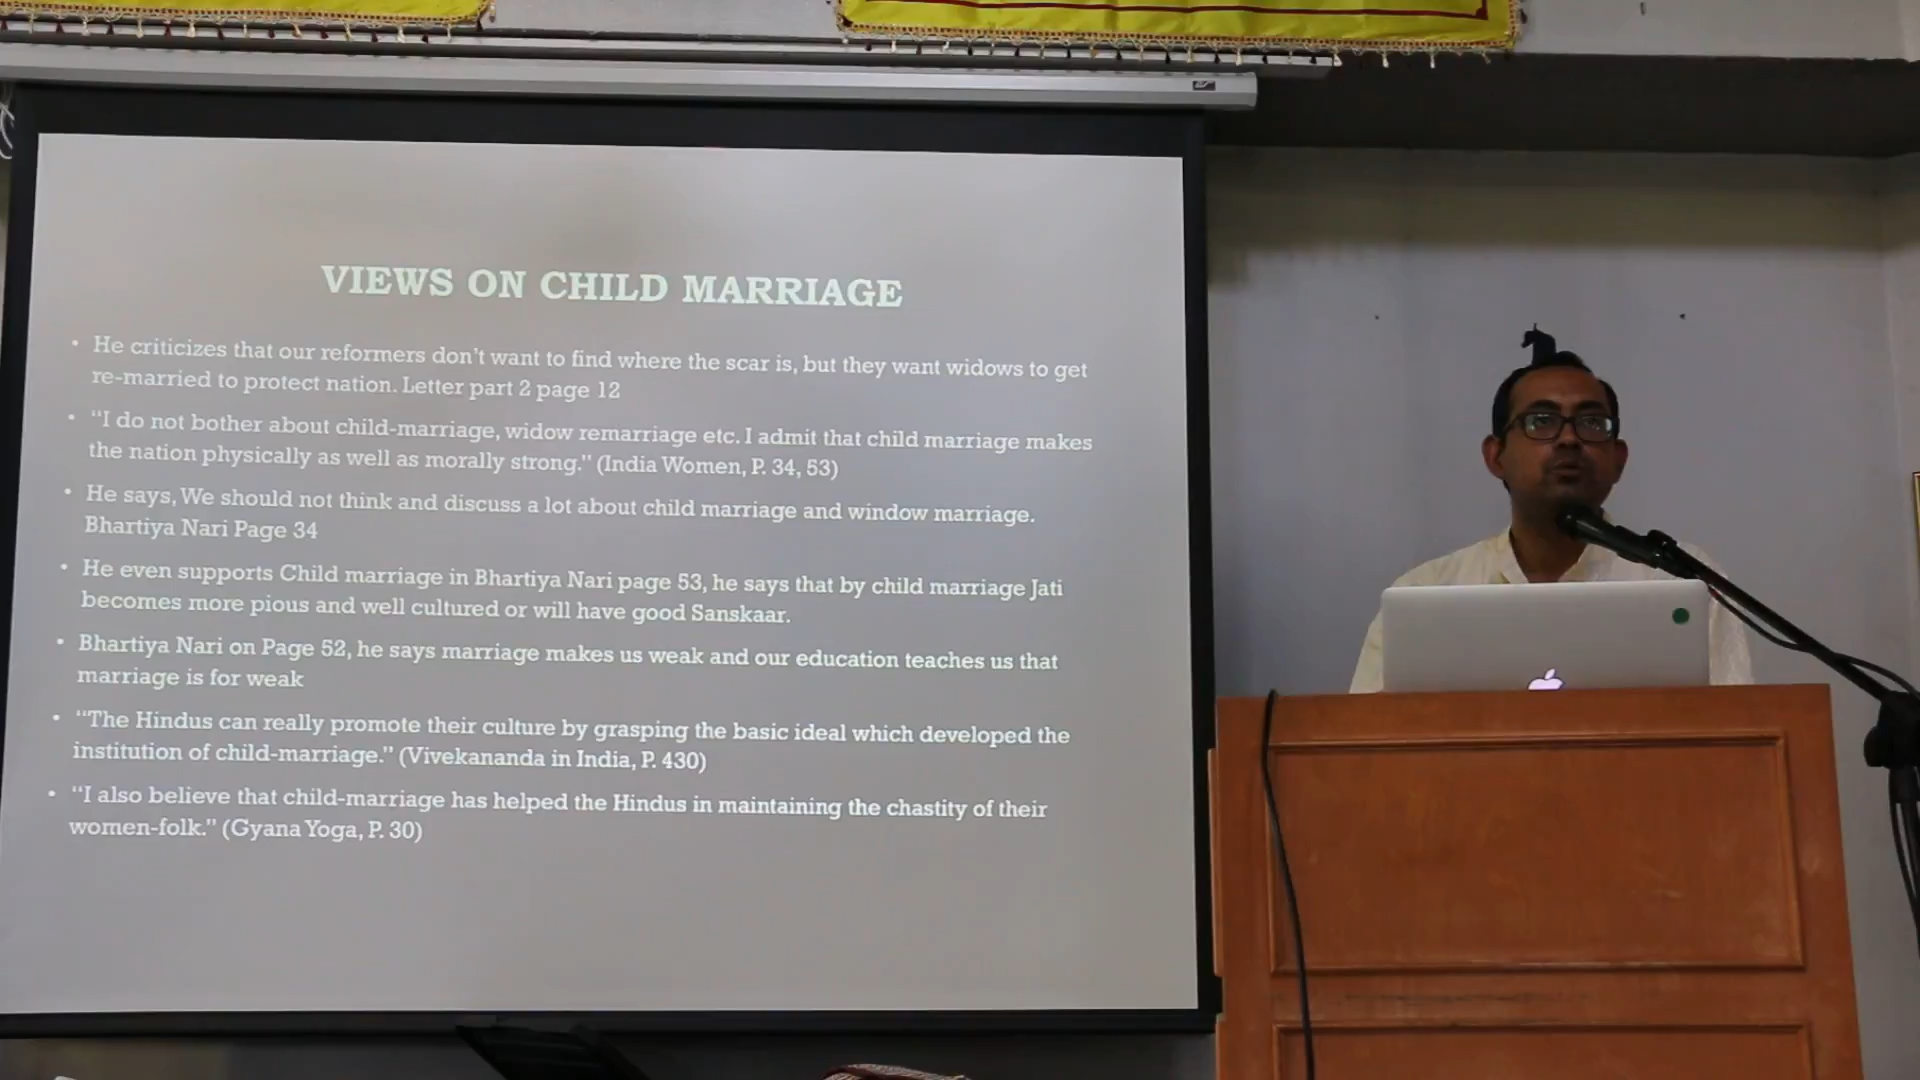 VIEWS ON CHILD MARRIAGE
• He criticizes that our reformers don't want to find where the scar is, but they want widows to get
re-married to protect nation. Letter part 2 page 12
• "I do not bother about child-marriage, widow remarriage etc. I admit that child marriage makes
the nation physically as well as morally strong." (India Women, P. 34, 53)
• He says, We should not think and discuss a lot about child marriage and window marriage.
Bhartiya Nari Page 34
• He even supports Child marriage in Bhartiya Nari page 53, he says that by child marriage Jati
becomes more pious and well cultured or will have good Sanskaar.
• Bhartiya Nari on Page 52, he says marriage makes us weak and our education teaches us that
marriage is for weak
• "The Hindus can really promote their culture by grasping the basic ideal which developed the
institution of child-marriage." (Vivekananda in India, P. 430)
• "I also believe that child-marriage has helped the Hindus in maintaining the chastity of their
women-folk." (Gyana Yoga, P. 30)